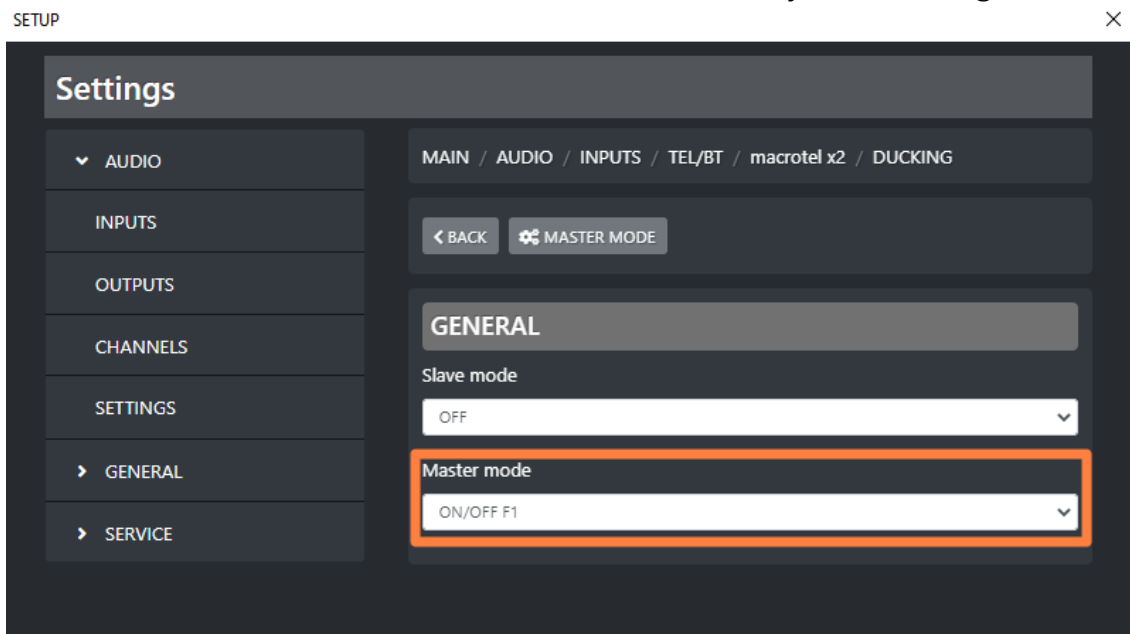 SETUP
Settings
AUDIO
INPUTS
OUTPUTS
CHANNELS
SETTINGS
GENERAL
SERVICE
MAIN / AUDIO / INPUTS / TEL/BT / macrotel x2 / DUCKING
BACK MASTER MODE
GENERAL
Slave mode
OFF
Master mode
ON/OFF F1